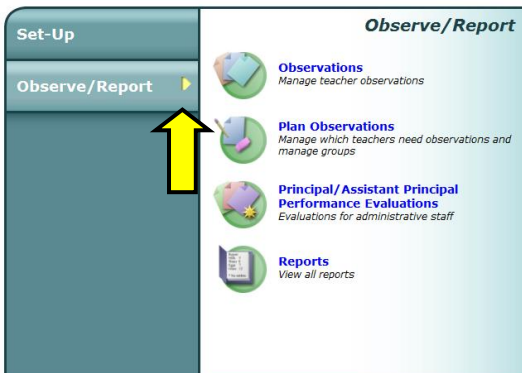 Set-Up
Observe/Report
Observe/Report
Observations
Manage teacher observations
Plan Observations
Manage which teachers need observations and
manage groups
Principal/Assistant Principal
Performance Evaluations
Evaluations for administrative staff
Reports
View all reports